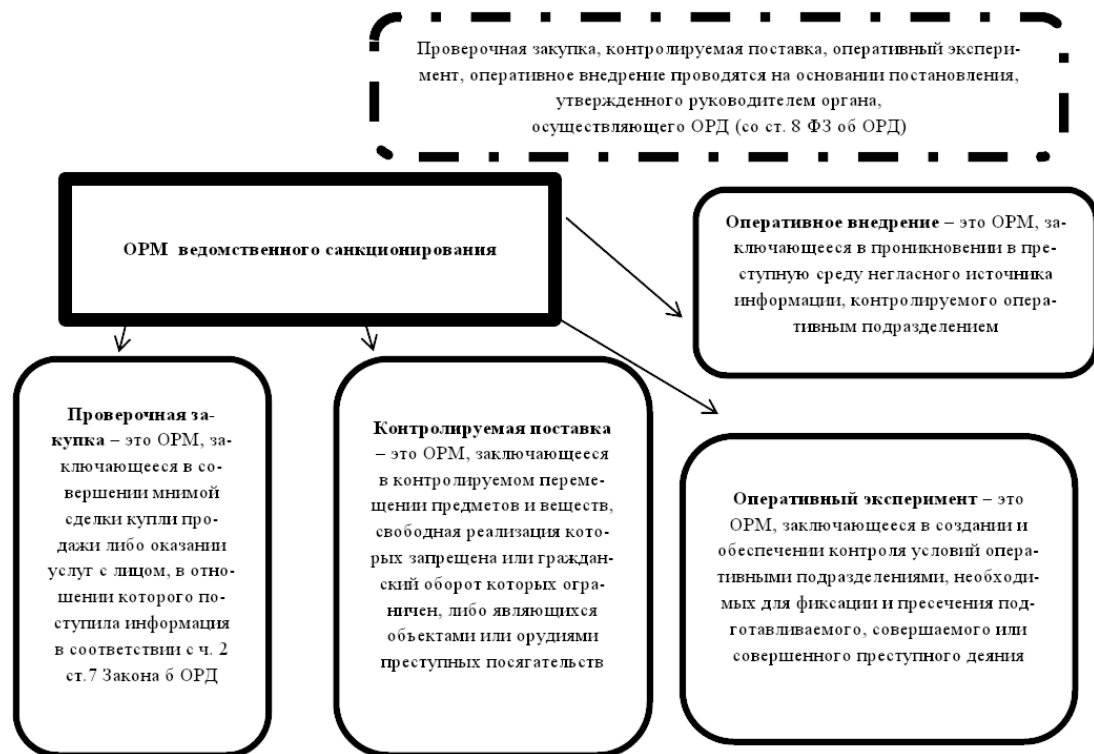 Проверочная закупка, контролируемая поставка, оперативный экспери-
мент, оперативное внедрение проводятся на основании постановления,
утвержденного руководителем органа,
осуществляющего ОРД (со ст. 8 ФЗ об ОРД)
ОРМ ведомственного санкционирования
Оперативное внедрение – это ОРМ, за-
ключающееся в проникновении в пре-
ступную среду негласного источника
информации, контролируемого опера-
тивным подразделением
Проверочная за-
купка – это ОРМ, за-
ключающееся в со-
вершении мнимой
сделки купли про-
дажи либо оказании
услуг с лицом, в отно-
шении которого по-
ступила информация
в соответствии с ч. 2
ст.7 Закона б ОРД
Контролируемая поставка
– это ОРМ, заключающееся
в контролируемом переме-
щении предметов и веществ,
свободная реализация кото-
рых запрещена или граждан-
ский оборот которых ограни-
чен, либо являющихся
объектами или орудиями
преступных посягательств
Оперативный эксперимент – это
ОРМ, заключающееся в создании и
обеспечении контроля условий опера-
тивными подразделениями, необходи-
мых для фиксации и пресечения под-
готавливаемого, совершаемого или
совершенного преступного деяния